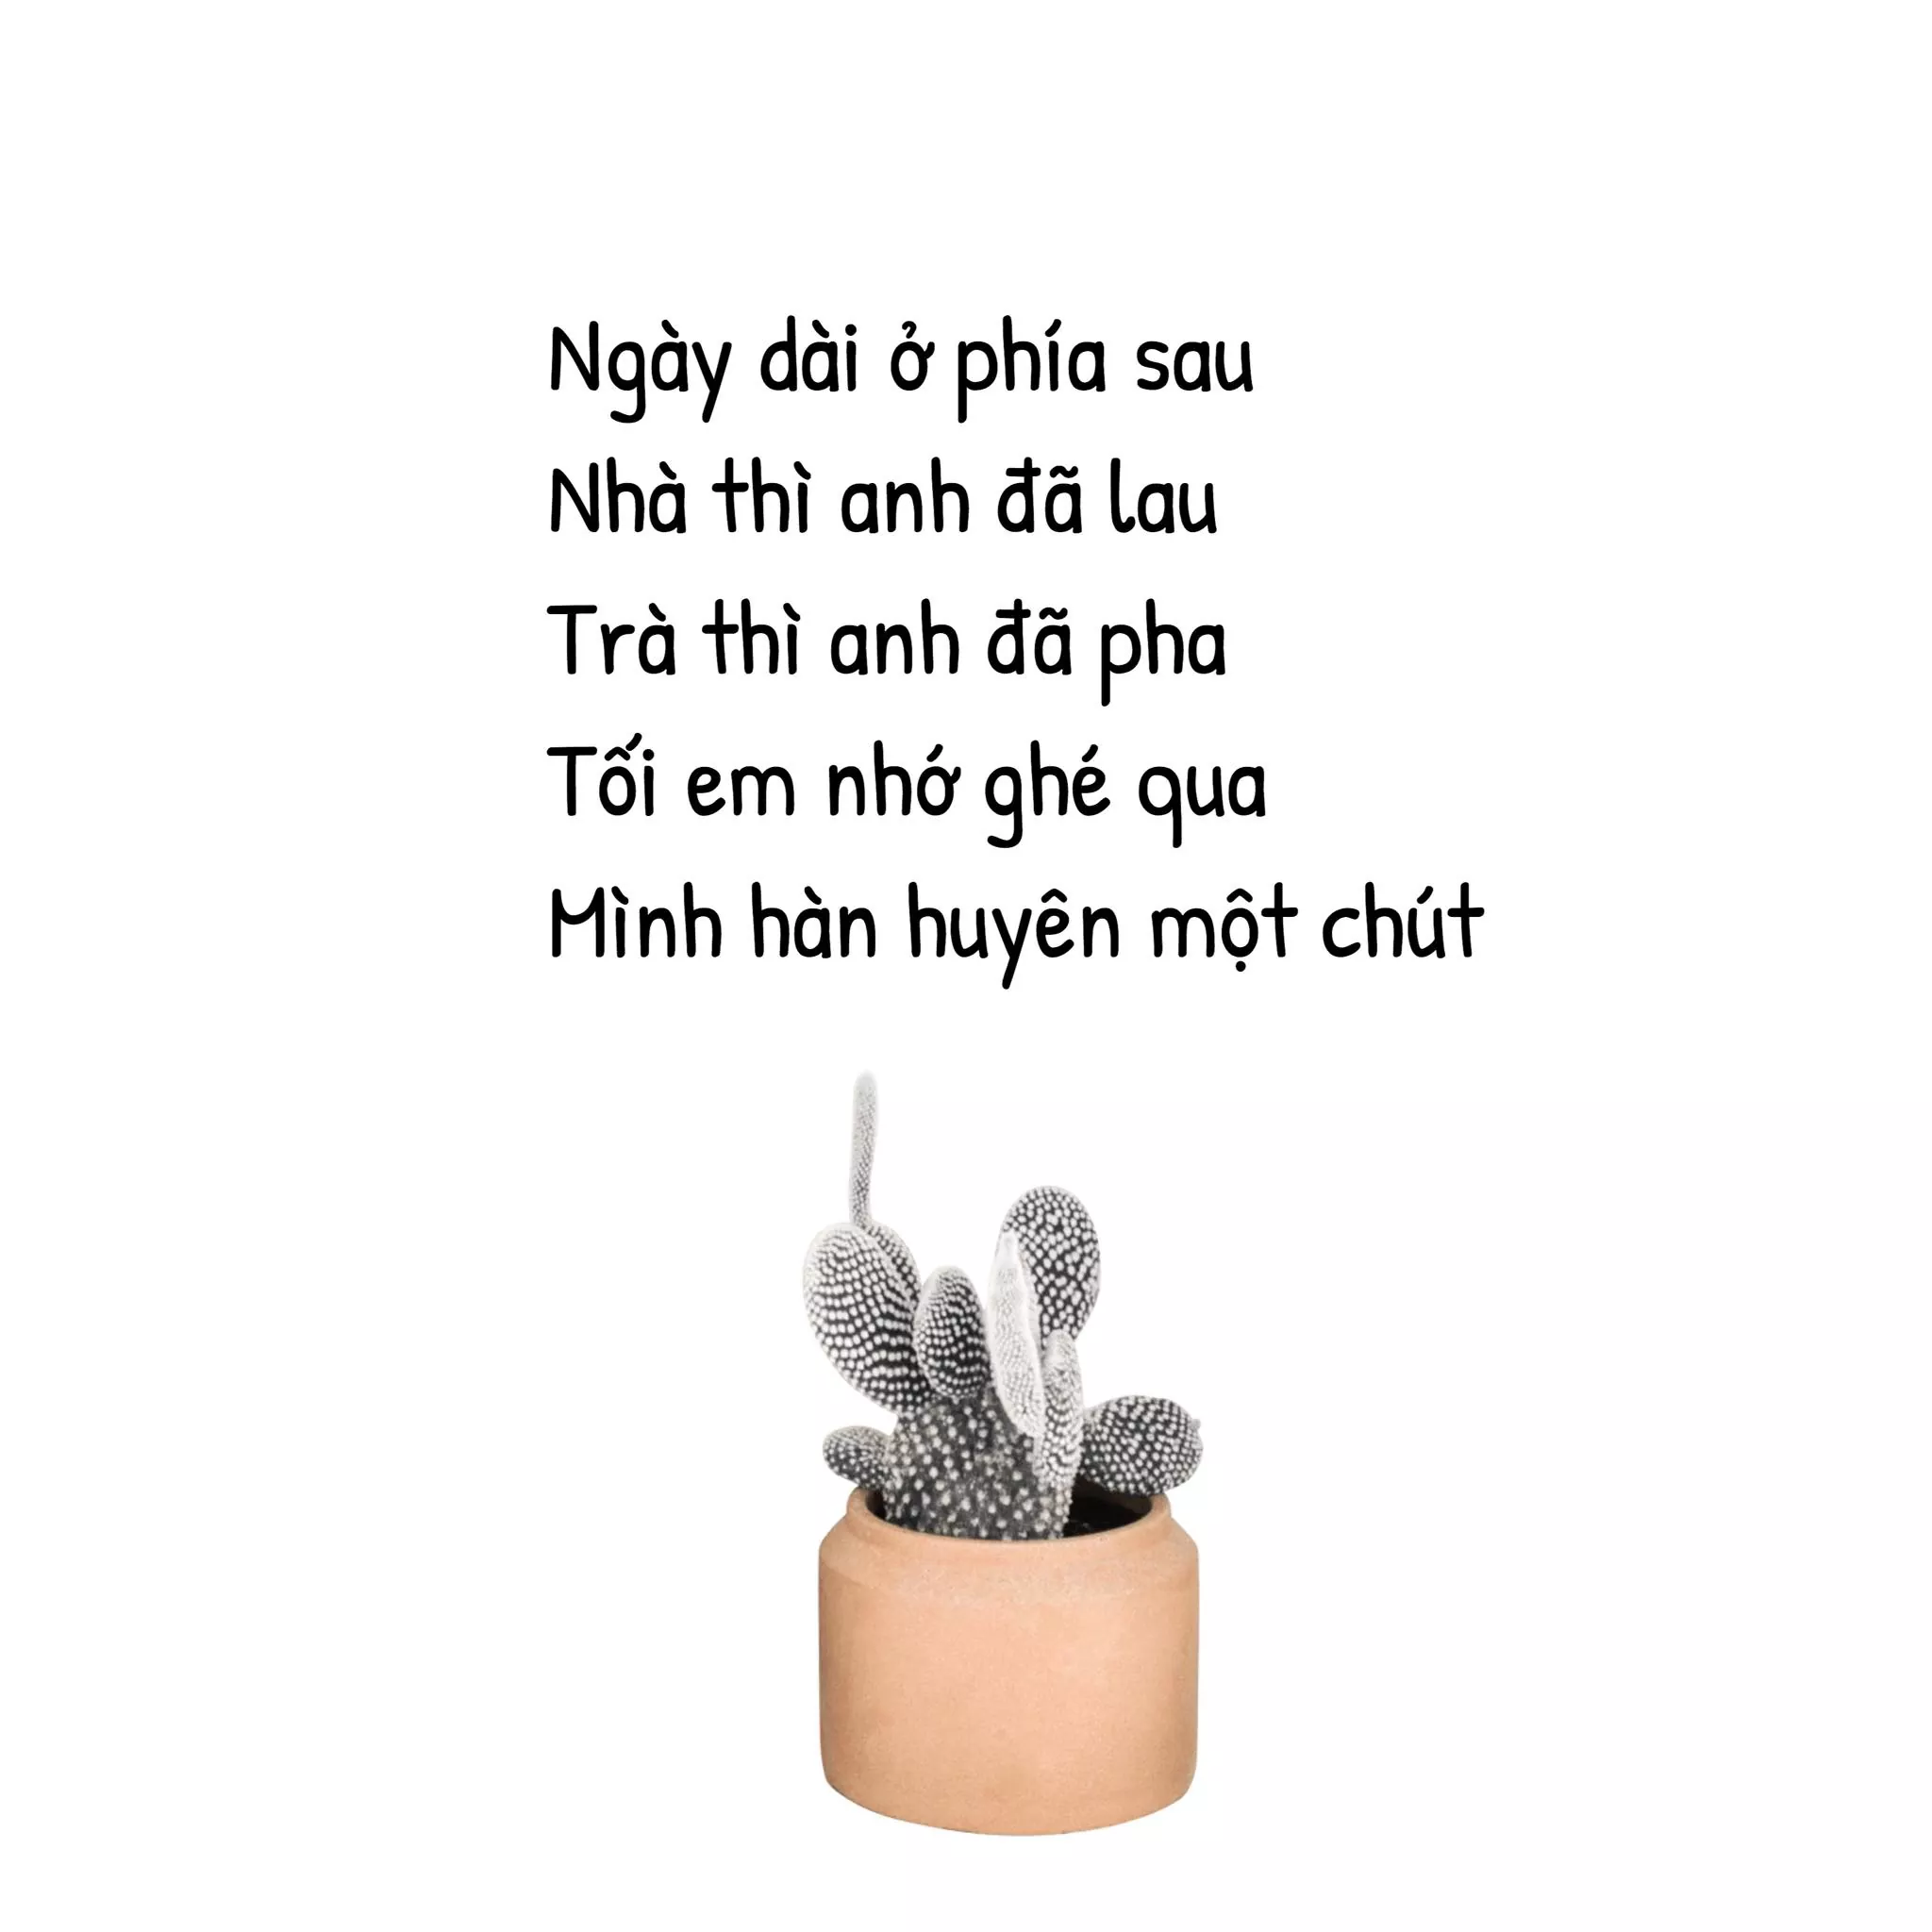 Ngày dài ở phía sau
Nhà thì anh đã lau
Trà thì anh đã pha
Tối em nhớ ghé qua
Mình hàn huyên một chút